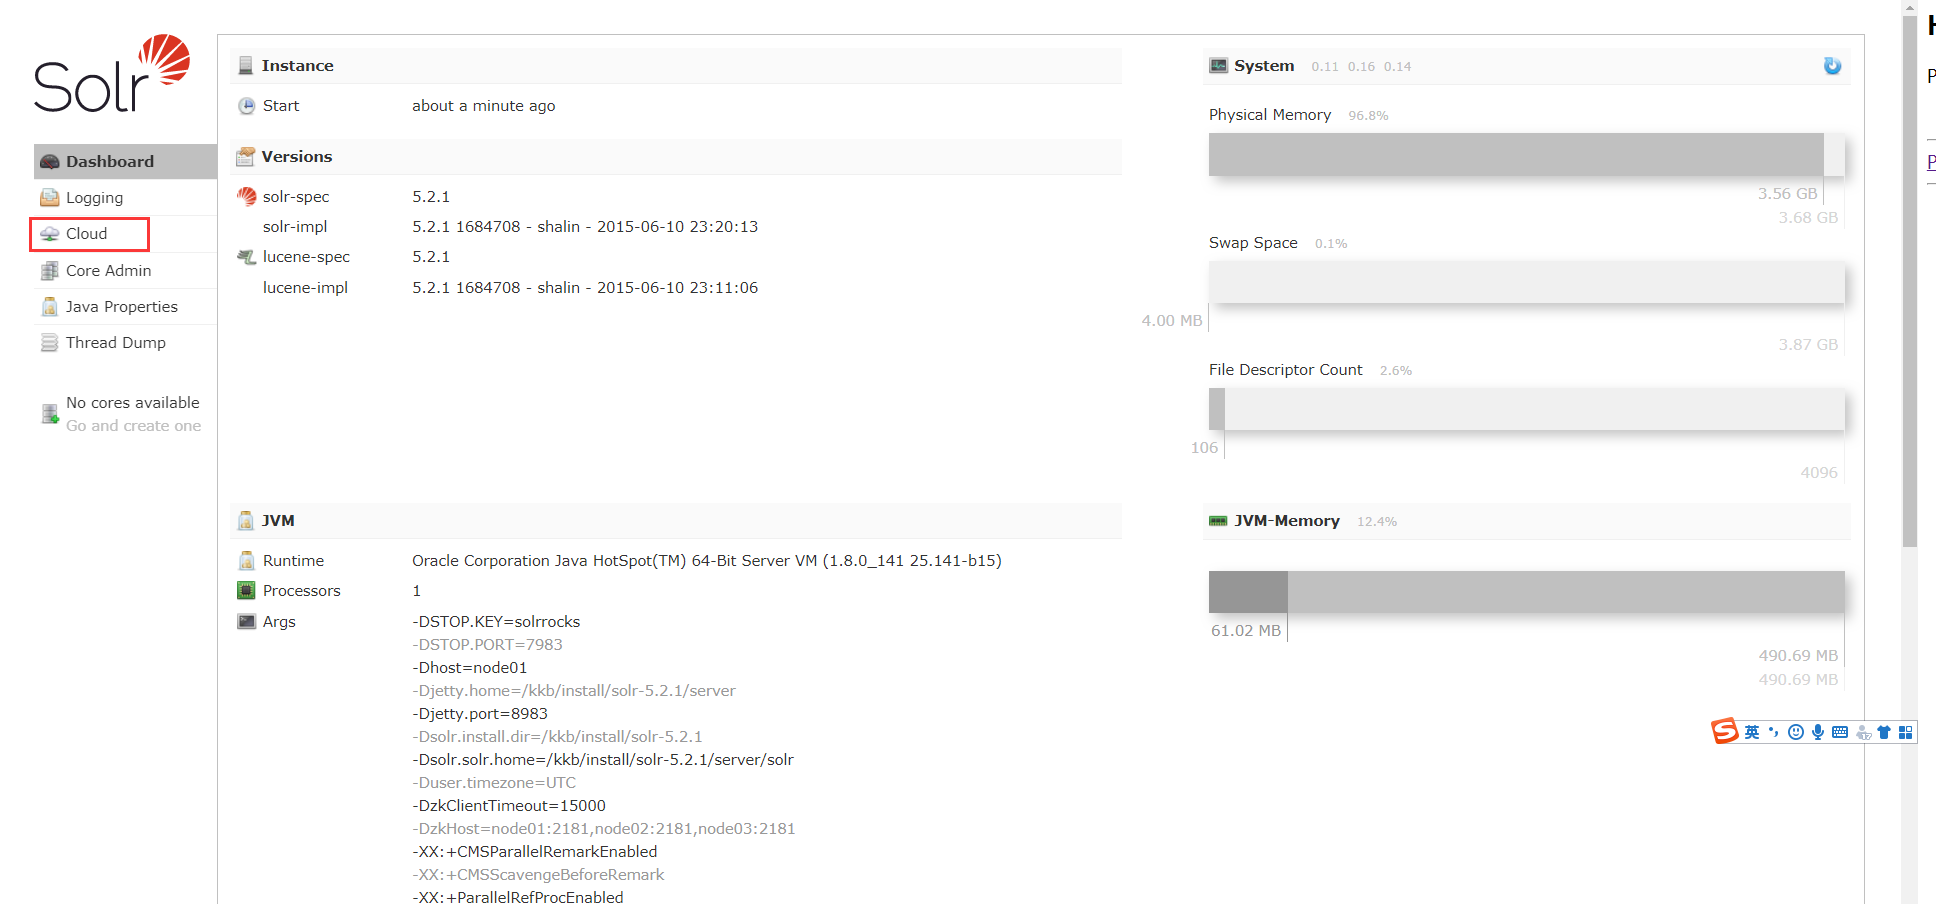 Solr
Dashboard
Logging
Cloud
Core Admin
Java Properties
Thread Dump
No cores available
Go and create one
Instance
Start about a minute ago
Versions
solr-spec 5.2.1
solr-impl 5.2.1 1684708 - shalin - 2015-06-10 23:20:13
lucene-spec 5.2.1
lucene-impl 5.2.1 1684708 - shalin - 2015-06-10 23:11:06
JVM
Runtime Oracle Corporation Java HotSpot(TM) 64-Bit Server VM (1.8.0_141 25.141-b15)
Processors 1
Args -DSTOP.KEY=solrrocks
-DSTOP.PORT=7983
-Dhost=node01
-Djetty.home=/kkb/install/solr-5.2.1/server
-Djetty.port=8983
-Dsolr.install.dir=/kkb/install/solr-5.2.1
-Dsolr.solr.home=/kkb/install/solr-5.2.1/server/solr
-Duser.timezone=UTC
-DzkClientTimeout=15000
-DzkHost=node01:2181,node02:2181,node03:2181
-XX:+CMSParallelRemarkEnabled
-XX:+CMSScavengeBeforeRemark
-XX:+ParallelRefProcEnabled
System 0.11 0.16 0.14
Physical Memory 96.8%
3.56 GB
3.68 GB
Swap Space 0.1%
4.00 MB
3.87 GB
File Descriptor Count 2.6%
106
4096
JVM-Memory 12.4%
61.02 MB
490.69 MB
490.69 MB
S 英
P
P